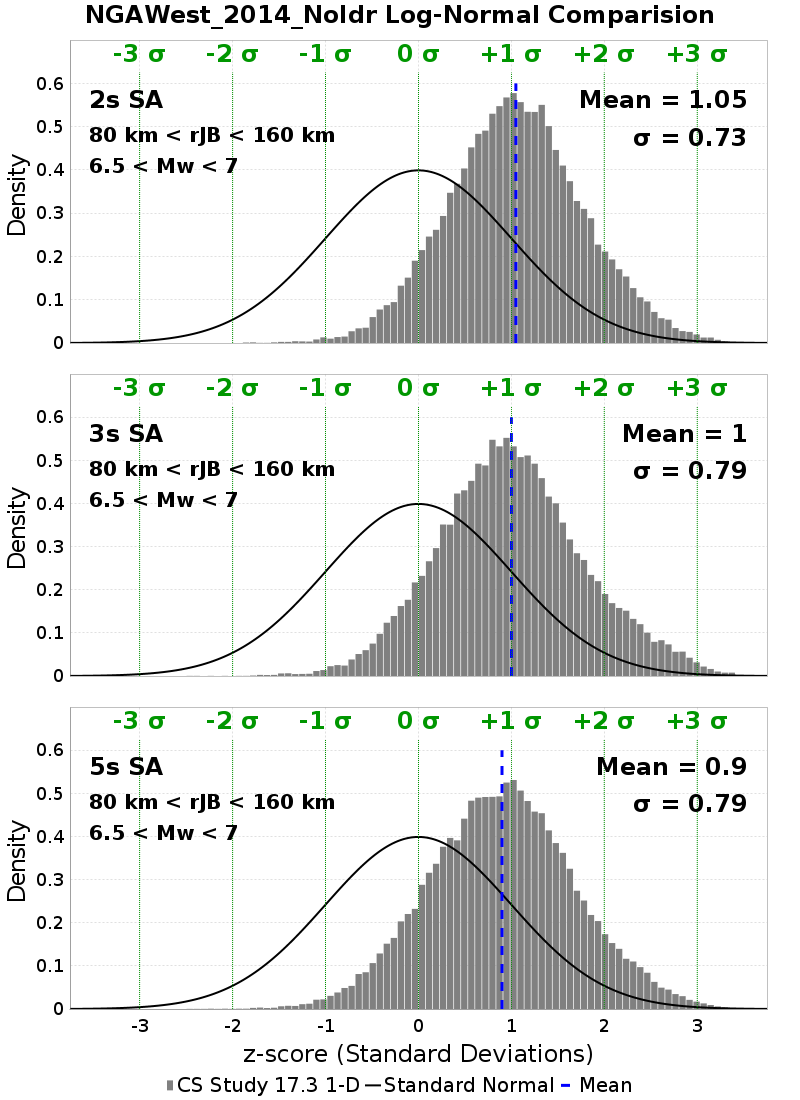 NGAWest_2014_NoIdr Log-Normal Comparision
-3 σ -2 σ -1 σ 0 σ +1 σ +2 σ +3 σ
0.6
2s SA Mean = 1.05
0.5
80 km < rJB < 160 km σ = 0.73
6.5 < Mw < 7
0.4
0.3
0.2
0.1
0
Density
-3 σ -2 σ -1 σ 0 σ +1 σ +2 σ +3 σ
0.6
3s SA Mean = 1
0.5
80 km < rJB < 160 km σ = 0.79
6.5 < Mw < 7
0.4
0.3
0.2
0.1
0
Density
-3 σ -2 σ -1 σ 0 σ +1 σ +2 σ +3 σ
0.6
5s SA Mean = 0.9
0.5
80 km < rJB < 160 km σ = 0.79
6.5 < Mw < 7
0.4
0.3
0.2
0.1
0
Density
-3 -2 -1 0 1 2 3
z-score (Standard Deviations)
CS Study 17.3 1-D Standard Normal Mean